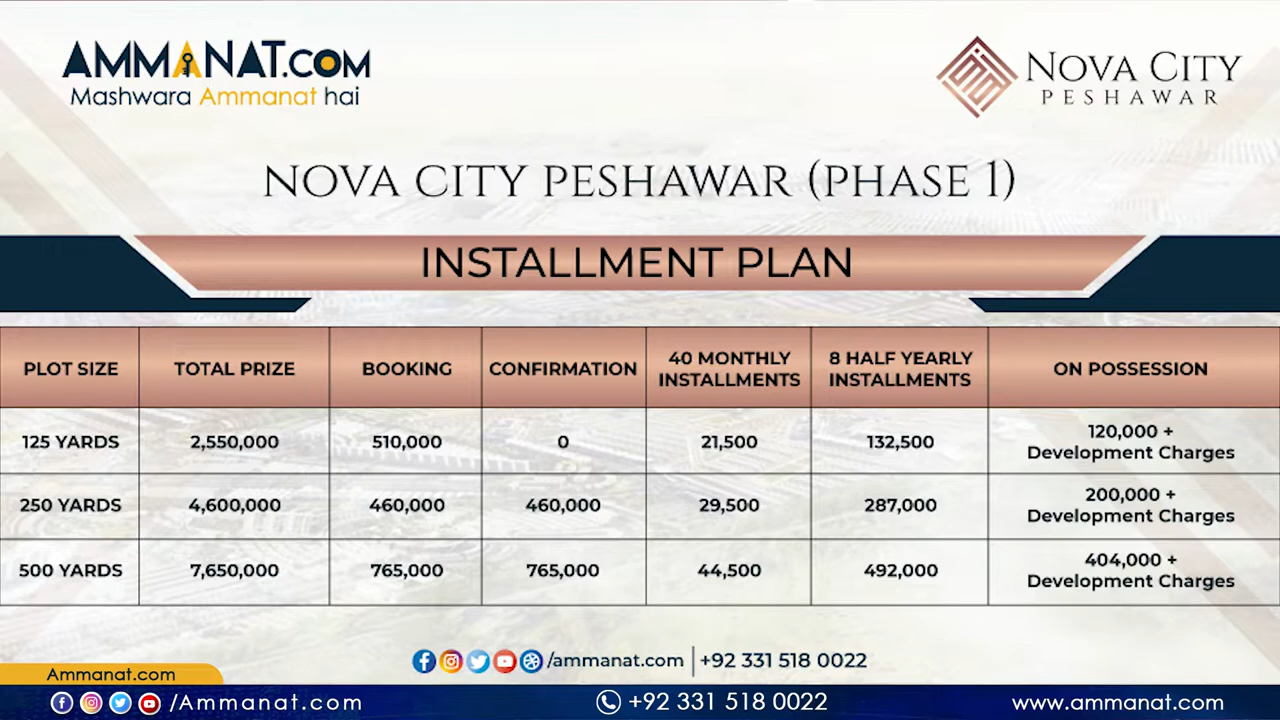 AMMANAT.COM
Mashwara Ammanat hai
NOVA CITY
PESHAWAR
NOVA CITY PESHAWAR (PHASE 1)
INSTALLMENT PLAN
PLOT SIZE TOTAL PRIZE BOOKING CONFIRMATION 40 MONTHLY INSTALLMENTS 8 HALF YEARLY INSTALLMENTS ON POSSESSION
125 YARDS 2,550,000 510,000 0 21,500 132,500 120,000 + Development Charges
250 YARDS 4,600,000 460,000 460,000 29,500 287,000 200,000 + Development Charges
500 YARDS 7,650,000 765,000 765,000 44,500 492,000 404,000 + Development Charges
/ammanat.com | +92 331 518 0022
Ammanat.com
/Ammanat.com +92 331 518 0022 www.ammanat.com